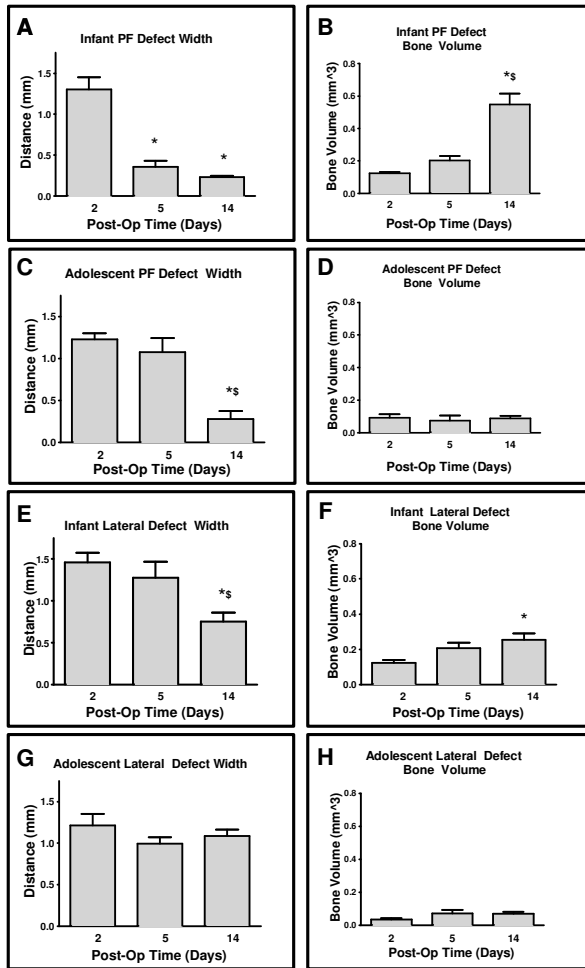 A
Infant PF Defect Width
Distance (mm)
1.5
1.0
0.5
0.0
*
*
2 5 14
Post-Op Time (Days)
B
Infant PF Defect
Bone Volume
Bone Volume (mm^3)
0.8
0.6
0.4
0.2
0.0
*$
2 5 14
Post-Op Time (Days)
C
Adolescent PF Defect Width
Distance (mm)
1.5
1.0
0.5
0.0
*$
2 5 14
Post-Op Time (Days)
D
Adolescent PF Defect
Bone Volume
Bone Volume (mm^3)
0.8
0.6
0.4
0.2
0.0
2 5 14
Post-Op Time (Days)
E
Infant Lateral Defect Width
Distance (mm)
1.5
1.0
0.5
0.0
*$
2 5 14
Post-Op Time (Days)
F
Infant Lateral Defect
Bone Volume
Bone Volume (mm^3)
0.8
0.6
0.4
0.2
0.0
*
2 5 14
Post-Op Time (Days)
G
Adolescent Lateral Defect Width
Distance (mm)
1.5
1.0
0.5
0.0
2 5 14
Post-Op Time (Days)
H
Adolescent Lateral Defect
Bone Volume
Bone Volume (mm^3)
0.8
0.6
0.4
0.2
0.0
2 5 14
Post-Op Time (Days)